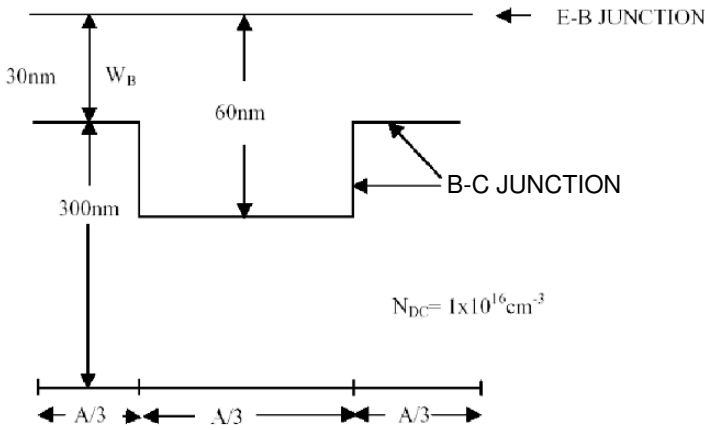 E-B JUNCTION
30nm
W_B
60nm
B-C JUNCTION
300nm
N_DC= 1x10^16cm^-3
A/3
A/3
A/3